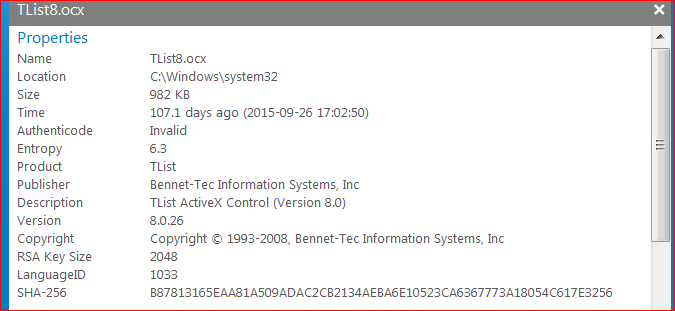 TList8.ocx
Properties
Name TList8.ocx
Location C:\Windows\system32
Size 982 KB
Time 107.1 days ago (2015-09-26 17:02:50)
Authenticode Invalid
Entropy 6.3
Product TList
Publisher Bennet-Tec Information Systems, Inc
Description TList ActiveX Control (Version 8.0)
Version 8.0.26
Copyright Copyright © 1993-2008, Bennet-Tec Information Systems, Inc
RSA Key Size 2048
LanguageID 1033
SHA-256 B87813165EAA81A509ADAC2CB2134AEBA6E10523CA6367773A18054C617E3256